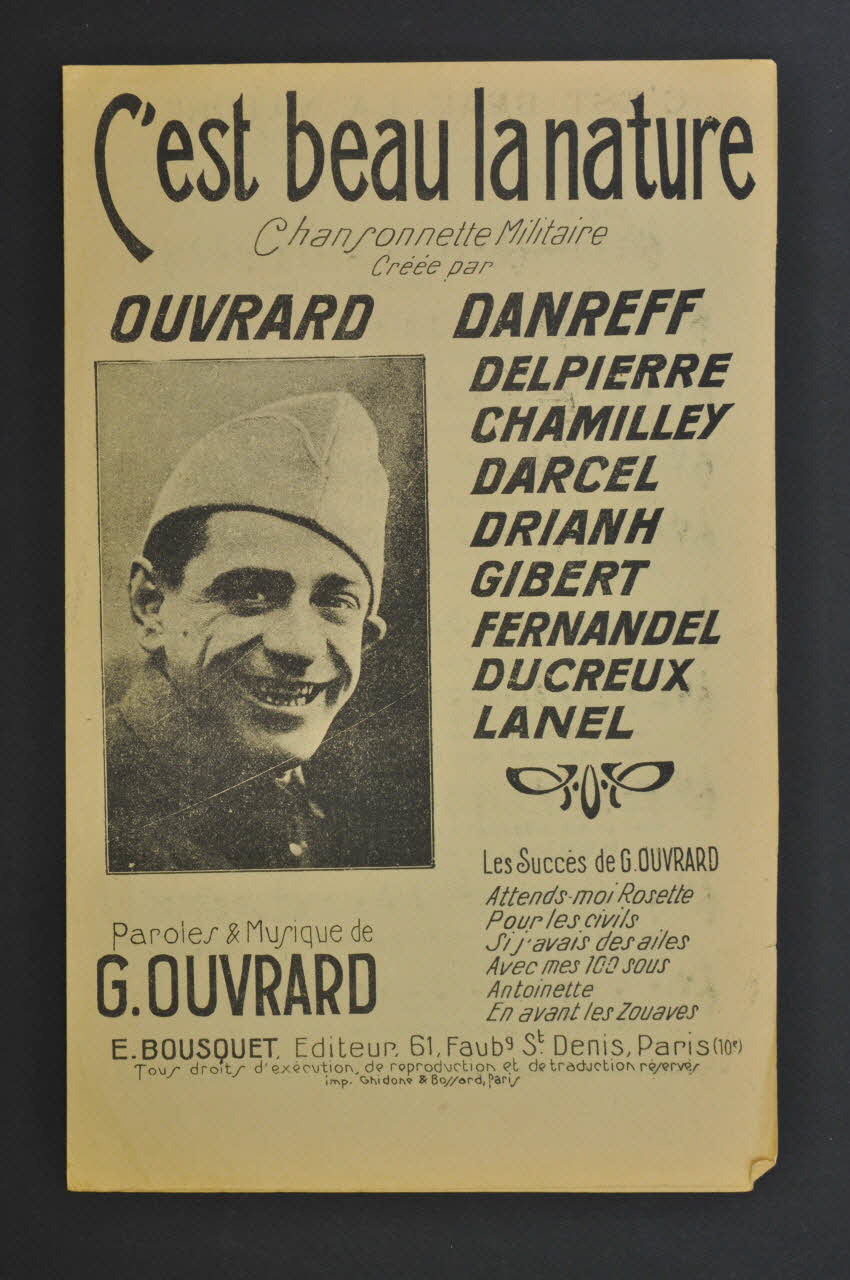 C'est beau la nature
Chansonnette Militaire
Créée par
OUVRARD
DANREFF
DELPIERRE
CHAMILLEY
DARCEL
DRIANH
GIBERT
FERNANDEL
DUCREUX
LANEL
Les Succès de G. OUVRARD
Attends-moi Rosette
Pour les civils
Si j'avais des ailes
Avec mes 100 sous
Antoinette
En avant les Zouaves
Paroles & Musique de
G. OUVRARD
E. BOUSQUET, Editeur, 61, Faubg St Denis, Paris (10e)
Tous droits d'exécution, de reproduction et de traduction réservés
imp. Ghidone & Bossard, Paris